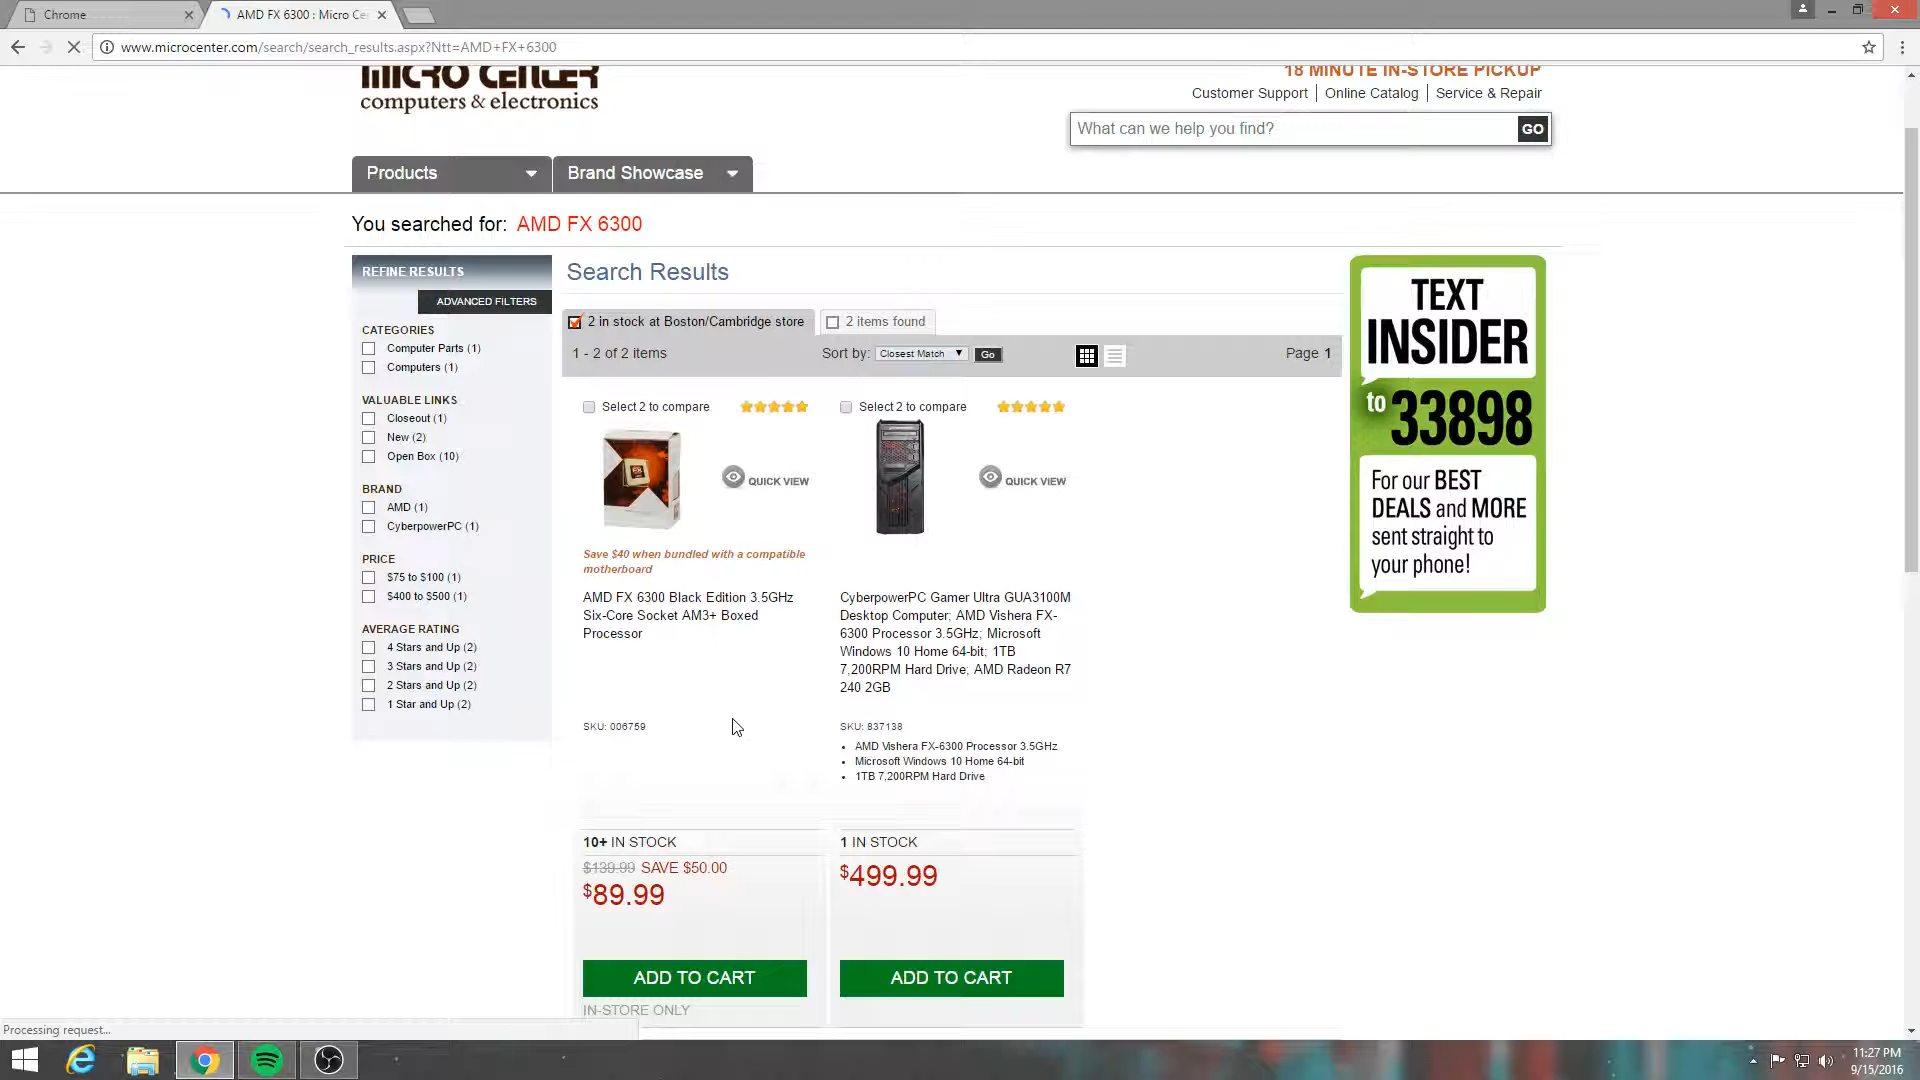 Chrome
AMD FX 6300 : Micro Ce
www.microcenter.com/search/search_results.aspx?Ntt=AMD+FX+6300
MICRO CENTER
computers & electronics
18 MINUTE IN-STORE PICKUP
Customer Support
Online Catalog
Service & Repair
What can we help you find?
GO
Products
Brand Showcase
You searched for: AMD FX 6300
REFINE RESULTS
ADVANCED FILTERS
CATEGORIES
Computer Parts (1)
Computers (1)
VALUABLE LINKS
Closeout (1)
New (2)
Open Box (10)
BRAND
AMD (1)
CyberpowerPC (1)
PRICE
$75 to $100 (1)
$400 to $500 (1)
AVERAGE RATING
4 Stars and Up (2)
3 Stars and Up (2)
2 Stars and Up (2)
1 Star and Up (2)
Search Results
2 in stock at Boston/Cambridge store
2 items found
1 - 2 of 2 items
Sort by:
Closest Match
Go
Page 1
Select 2 to compare
QUICK VIEW
Save $40 when bundled with a compatible
motherboard
AMD FX 6300 Black Edition 3.5GHz
Six-Core Socket AM3+ Boxed
Processor
SKU: 006759
10+ IN STOCK
$139.99 SAVE $50.00
$89.99
ADD TO CART
IN-STORE ONLY
Select 2 to compare
QUICK VIEW
CyberpowerPC Gamer Ultra GUA3100M
Desktop Computer; AMD Vishera FX-
6300 Processor 3.5GHz; Microsoft
Windows 10 Home 64-bit; 1TB
7,200RPM Hard Drive; AMD Radeon R7
240 2GB
SKU: 837138
AMD Vishera FX-6300 Processor 3.5GHz
Microsoft Windows 10 Home 64-bit
1TB 7,200RPM Hard Drive
1 IN STOCK
$499.99
ADD TO CART
TEXT
INSIDER
to 33898
For our BEST
DEALS and MORE
sent straight to
your phone!
Processing request...
11:27 PM
9/15/2016